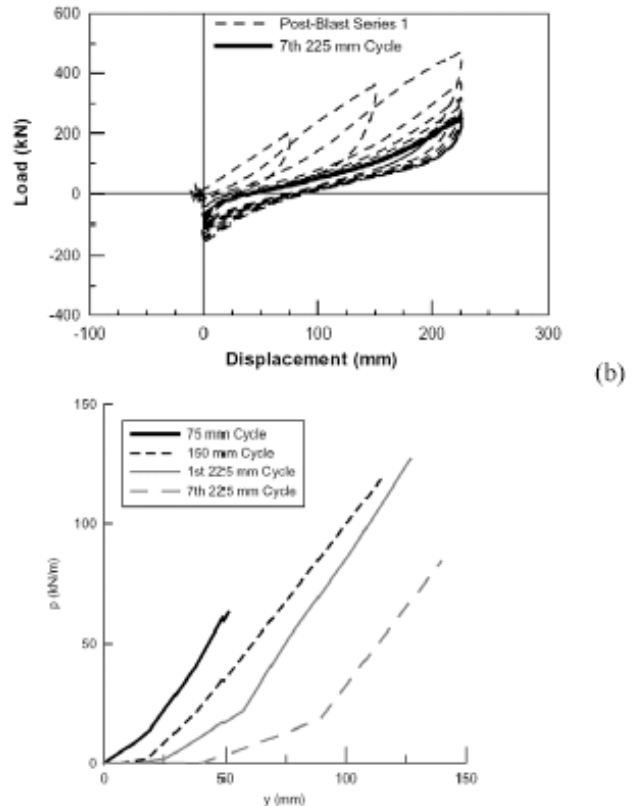 600
400
200
0
-200
-400
Load (kN)
Post-Blast Series 1
7th 225 mm Cycle
-100 0 100 200 300
Displacement (mm)
(b)
150
100
50
0
p (kN/m)
75 mm Cycle
150 mm Cycle
1st 225 mm Cycle
7th 225 mm Cycle
0 50 100 150
y (mm)